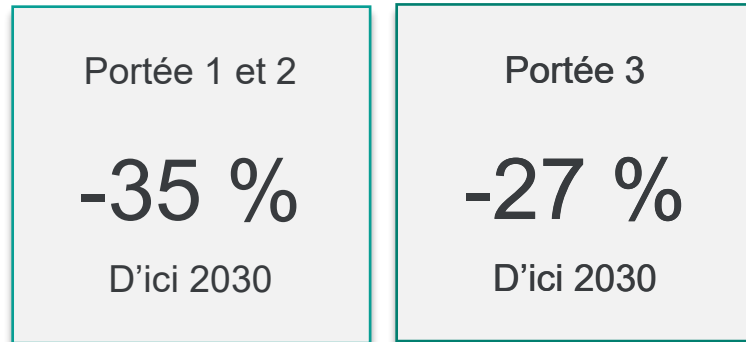 Portée 1 et 2
-35 %
D’ici 2030
Portée 3
-27 %
D’ici 2030